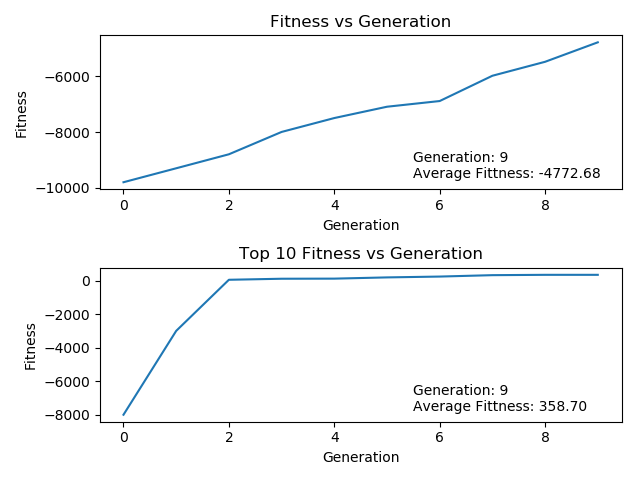 Fitness vs Generation
Fitness
−6000
−8000
−10000
Generation: 9
Average Fittness: -4772.68
0 2 4 6 8
Generation
Top 10 Fitness vs Generation
Fitness
0
−2000
−4000
−6000
−8000
Generation: 9
Average Fittness: 358.70
0 2 4 6 8
Generation